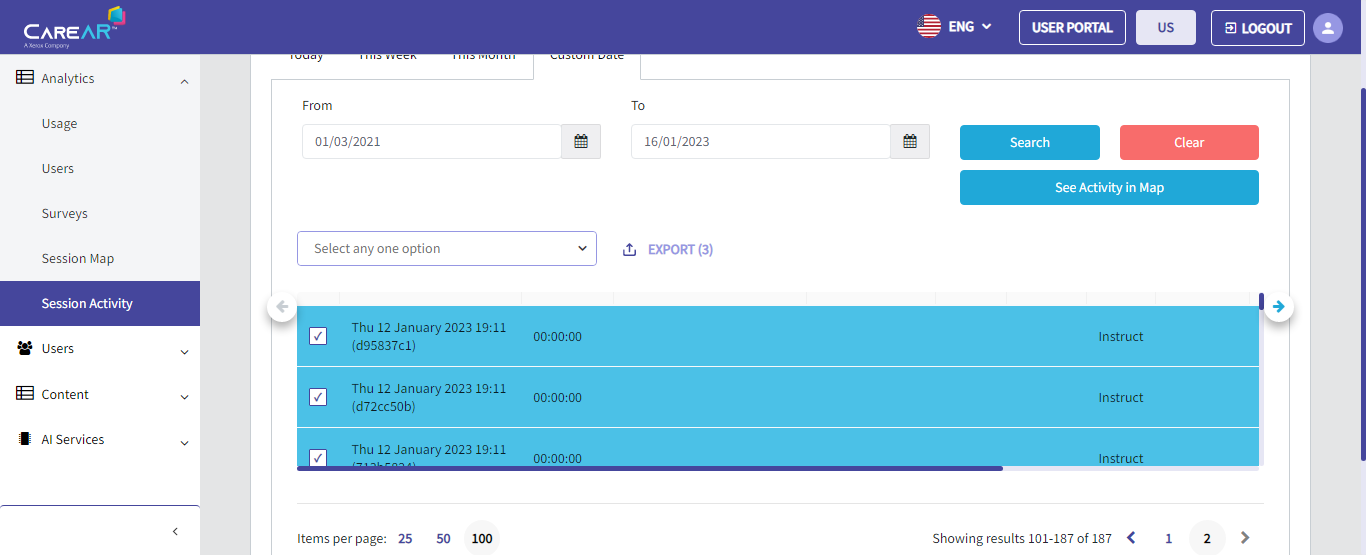 CAREAR™
A Xerox Company
ENG
USER PORTAL
US
LOGOUT
Analytics
Usage
Users
Surveys
Session Map
Session Activity
Users
Content
AI Services
Today This Week This Month Custom Date
From To
01/03/2021 16/01/2023
Search Clear
See Activity in Map
Select any one option EXPORT (3)
Thu 12 January 2023 19:11
(d95837c1)
00:00:00 Instruct
Thu 12 January 2023 19:11
(d72cc50b)
00:00:00 Instruct
Thu 12 January 2023 19:11
00:00:00 Instruct
Items per page: 25 50 100 Showing results 101-187 of 187 1 2